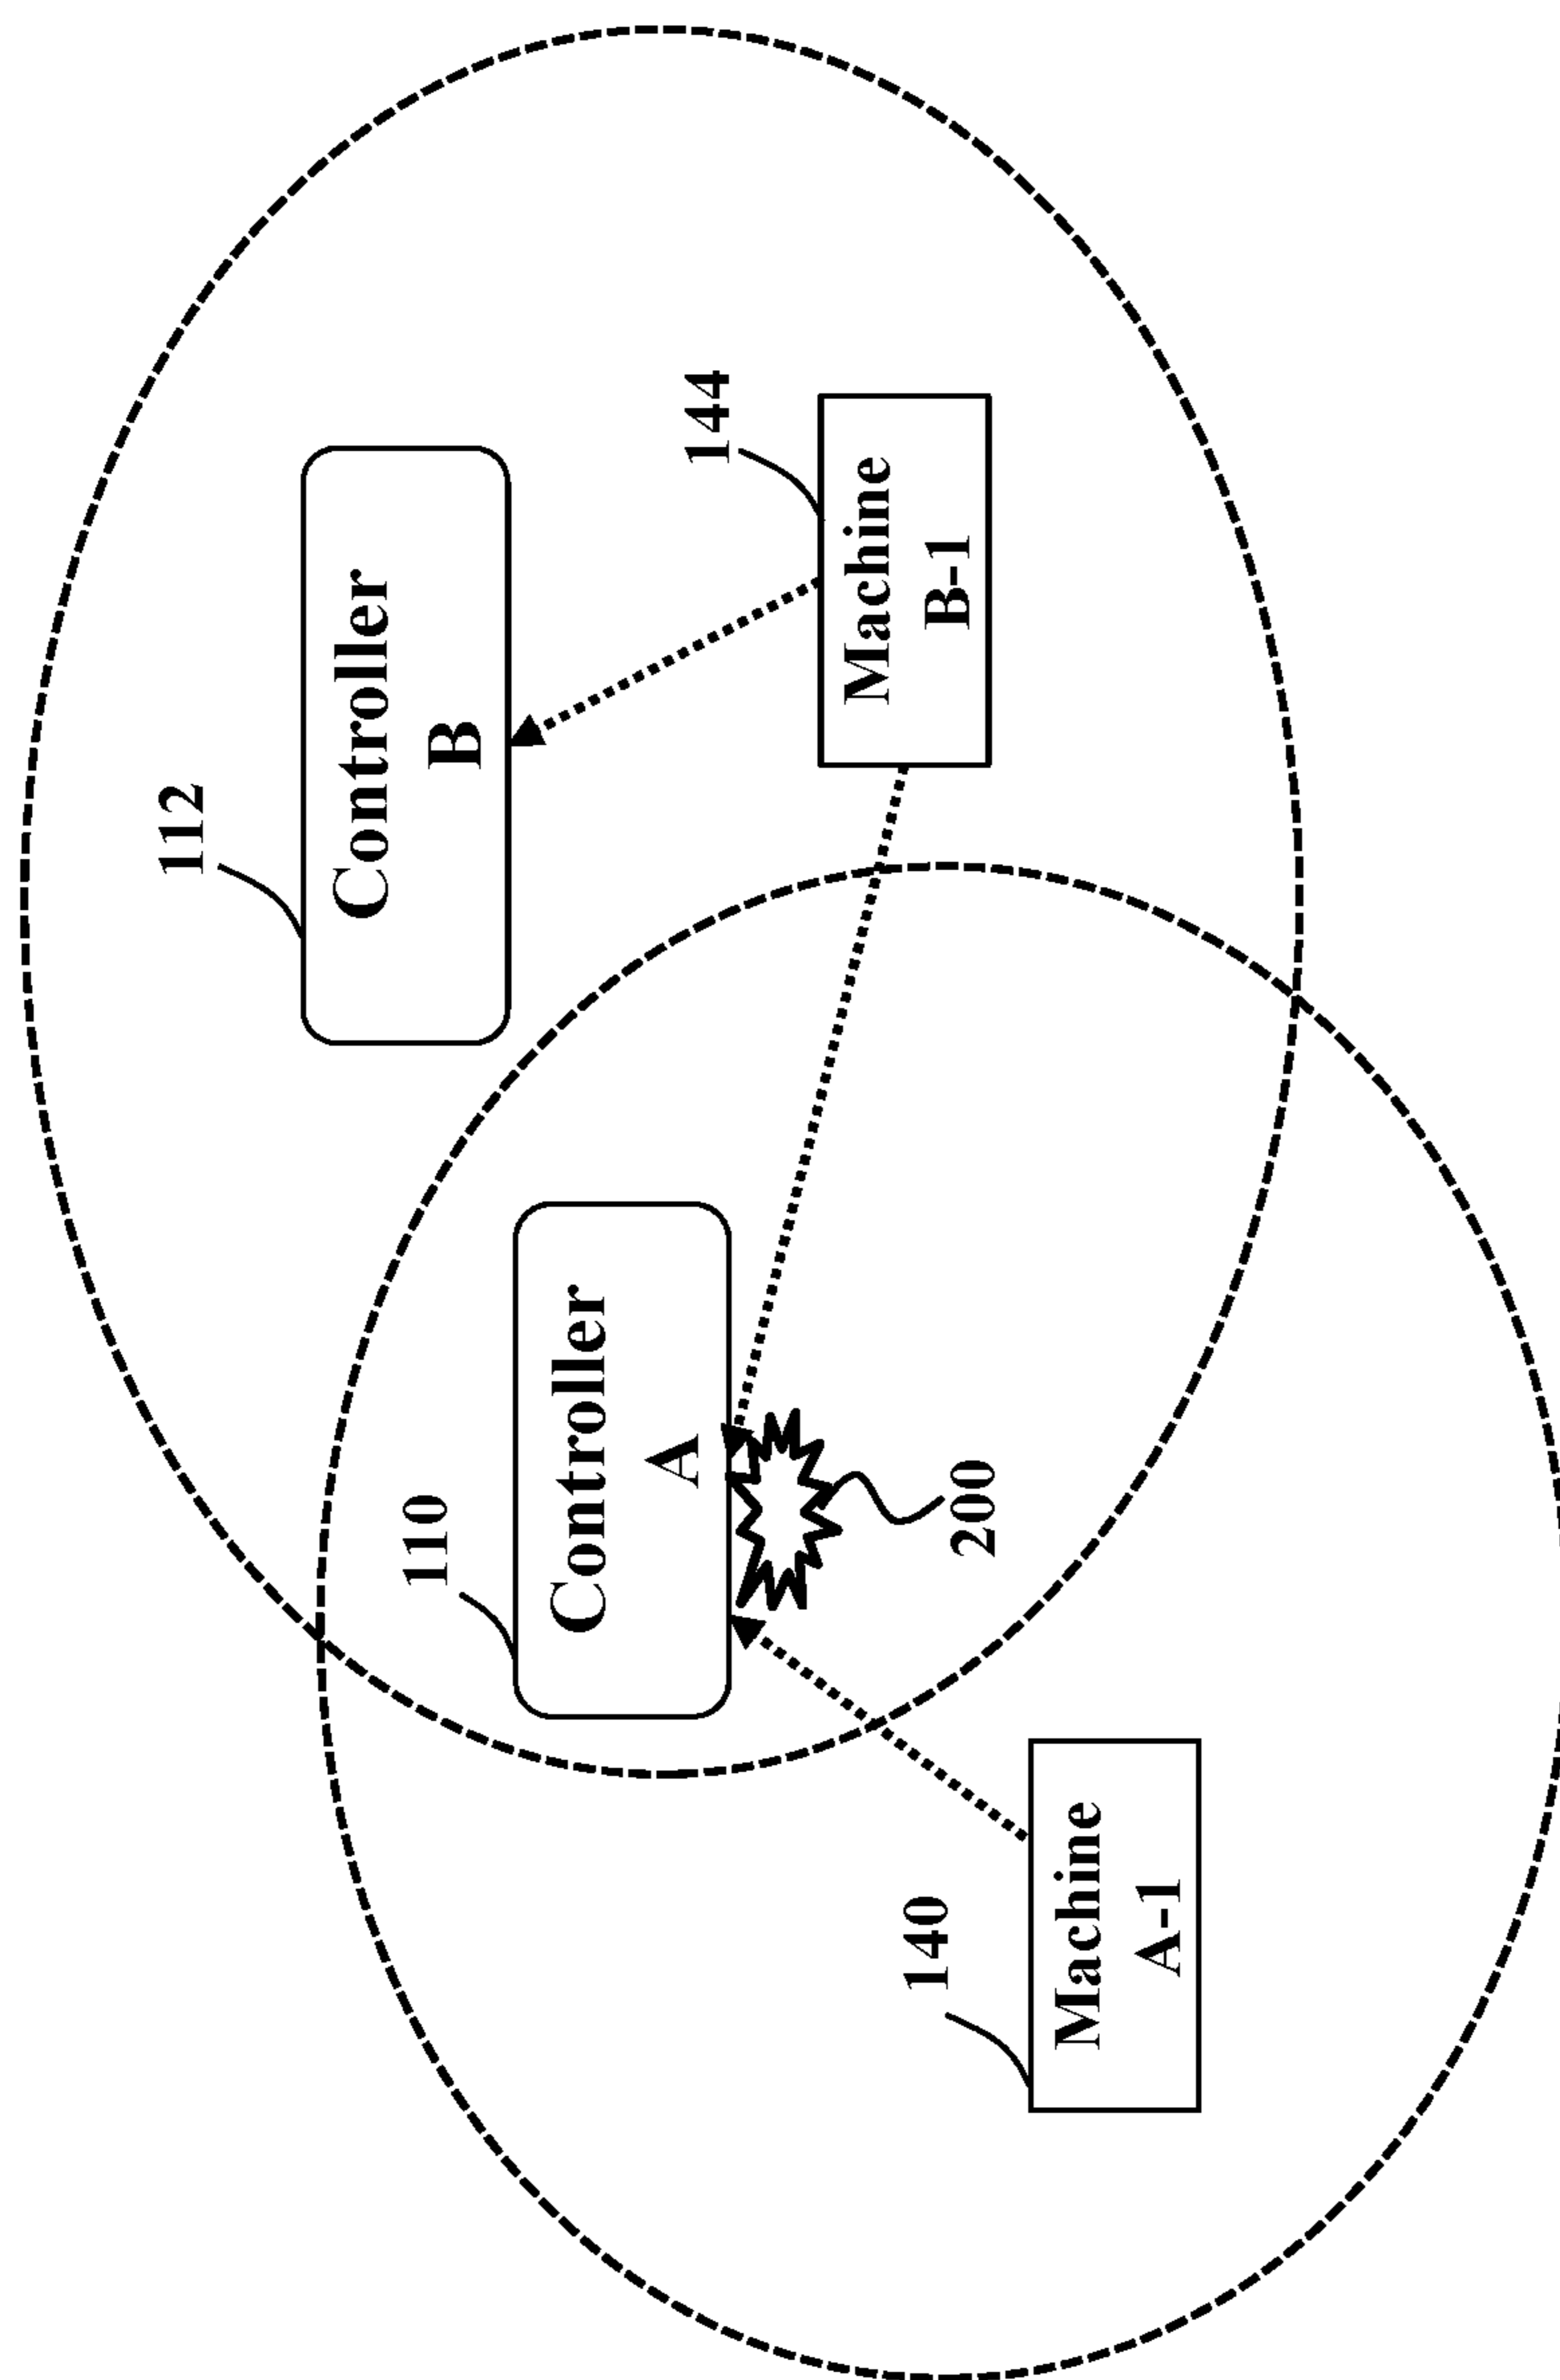 112
Controller
B
144
Machine
B-1
110
Controller
A
200
140
Machine
A-1